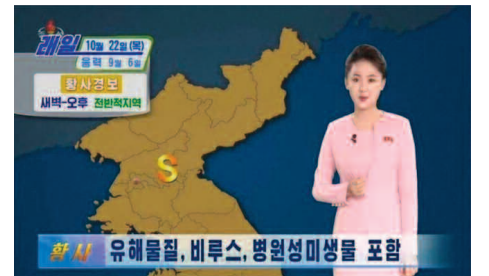 래일 10월 22일(목)
음력 9월 6일
황사경보
새벽-오후 전반적지역
S
황사 유해물질, 비루스, 병원성미생물 포함